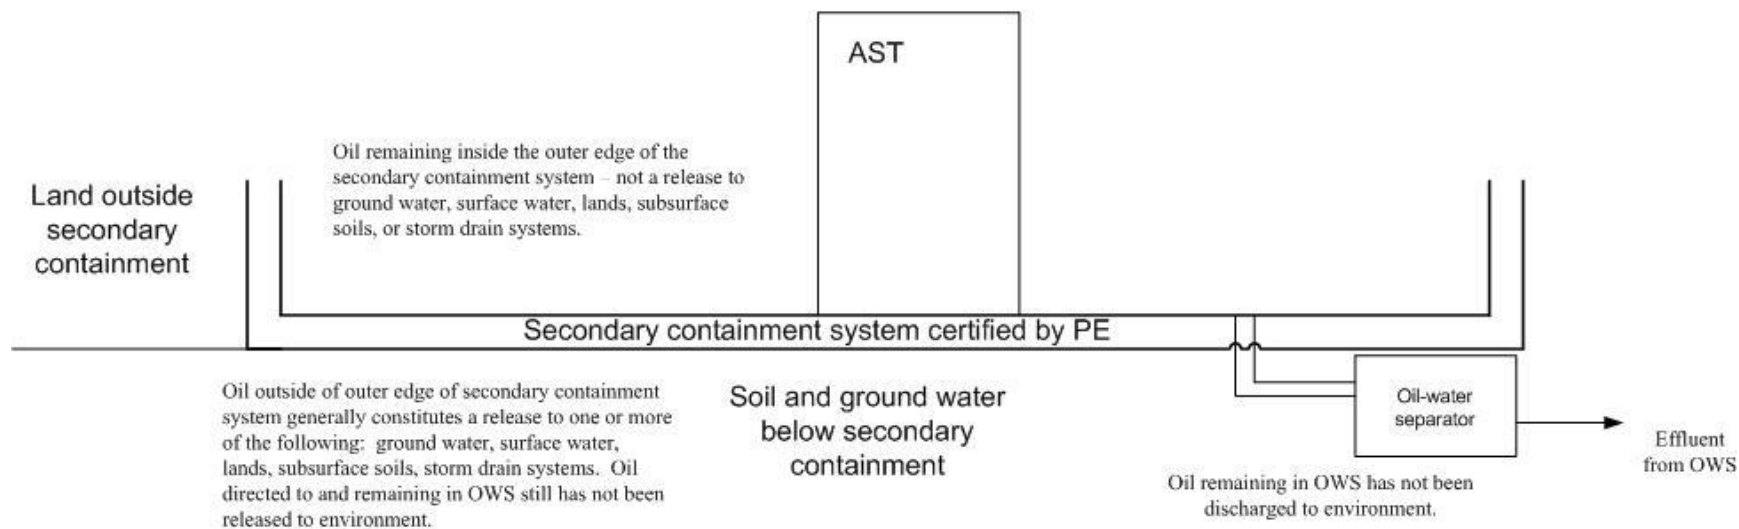 AST
Oil remaining inside the outer edge of the
secondary containment system – not a release to
ground water, surface water, lands, subsurface
soils, or storm drain systems.
Land outside
secondary
containment
Secondary containment system certified by PE
Oil outside of outer edge of secondary containment
system generally constitutes a release to one or more
of the following:  ground water, surface water,
lands, subsurface soils, storm drain systems.  Oil
directed to and remaining in OWS still has not been
released to environment.
Soil and ground water
below secondary
containment
Oil-water
separator
Effluent
from OWS
Oil remaining in OWS has not been
discharged to environment.